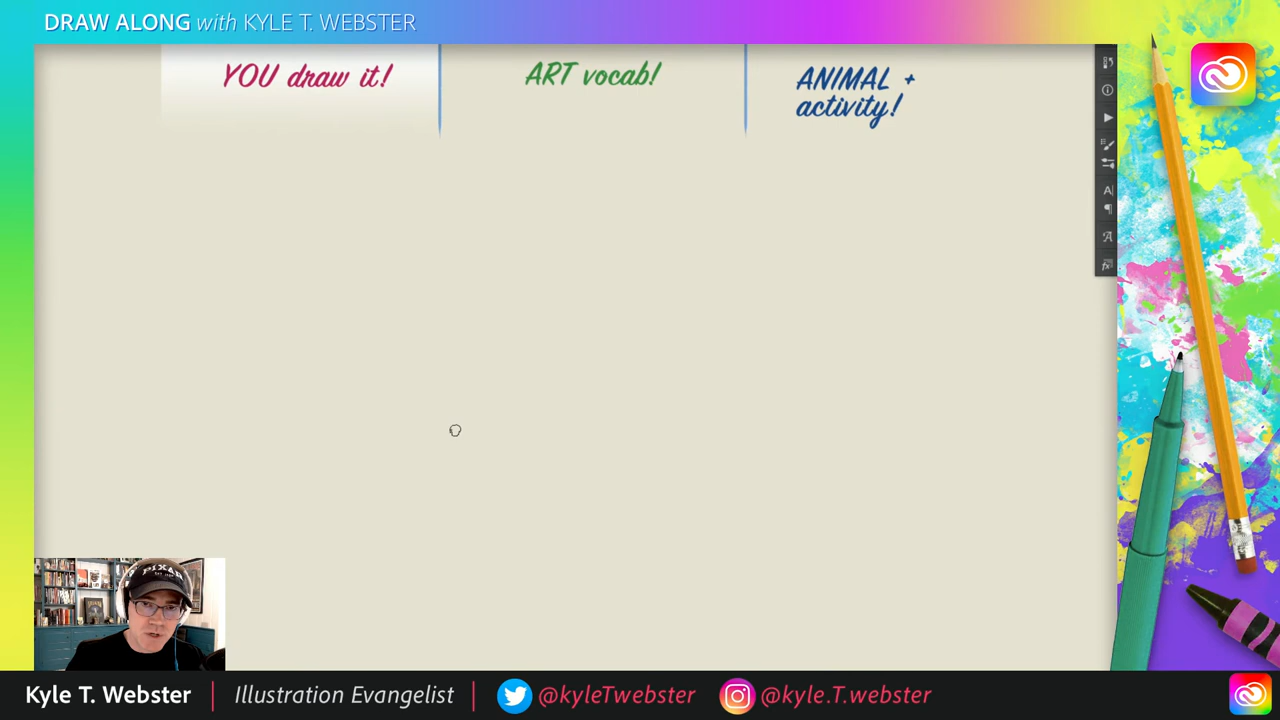 DRAW ALONG with KYLE T. WEBSTER
YOU draw it!
ART vocab!
ANIMAL +
activity!
PIXAR
Kyle T. Webster | Illustration Evangelist | @kyleTwebster @kyle.T.webster